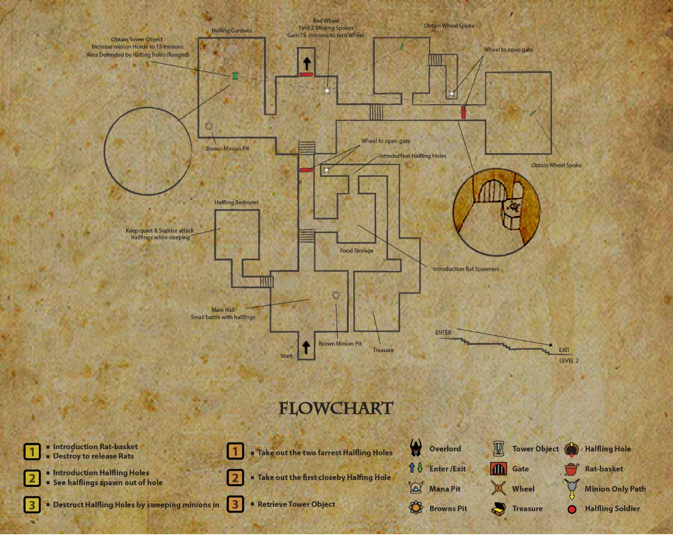 Halfling Gardens
Obtain Tower Object
Increase minion Horde to 15 minions
Area Defended by Halfling holes (Ranged)
Bad Wheel
Find 2 Missing Spokes
Gain 15 minions to turn Wheel
Obtain Wheel Spoke
Wheel to open gate
Brown Minion Pit
Wheel to open gate
Introduction Halfling Holes
Obtain Wheel Spoke
Halfling Bedroom
Keep quiet & Suptise attack
Halflings while sleeping
Food Storage
Introduction Rat Spawners
Main Hall
Small battle with halflings
Brown Minion Pit
Treasure
Start
ENTER
EXIT
LEVEL 2
FLOWCHART
1
Introduction Rat-basket
Destroy to release Rats
2
Introduction Halfling Holes
See halflings spawn out of hole
3
Destruct Halfling Holes by sweeping minions in
1
Take out the two farrest Halfling Holes
2
Take out the first closeby Halfing Hole
3
Retrieve Tower Object
Overlord
Enter /Exit
Mana Pit
Browns Pit
Tower Object
Gate
Wheel
Treasure
Halfling Hole
Rat-basket
Minion Only Path
Halfling Soldier